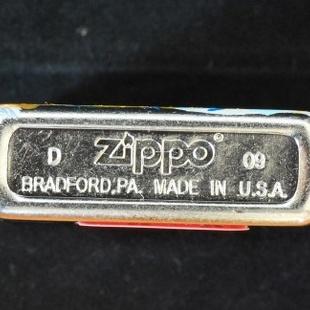 D zippo® 09
BRADFORD,PA. MADE IN U.S.A.